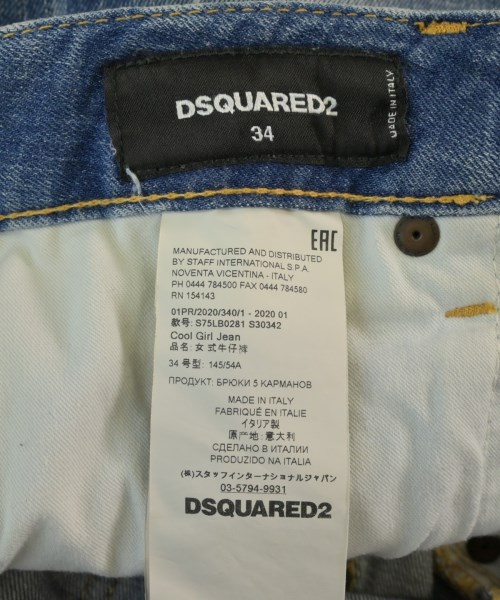 DSQUARED2
34
MADE IN ITALY
EAC
MANUFACTURED AND DISTRIBUTED
BY STAFF INTERNATIONAL S.P.A.
NOVENTA VICENTINA - ITALY
PH 0444 784500 FAX 0444 784580
RN 154143
01PR/2020/340/1 - 2020 01
款号: S75LB0281 S30342
Cool Girl Jean
品名: 女式牛仔裤
34 号型: 145/54A
ПРОДУКТ: БРЮКИ 5 КАРМАНОВ
MADE IN ITALY
FABRIQUÉ EN ITALIE
イタリア製
原产地: 意大利
СДЕЛАНО В ИТАЛИИ
PRODUZIDO NA ITALIA
(株)スタッフインターナショナルジャパン
03-5794-9931
DSQUARED2